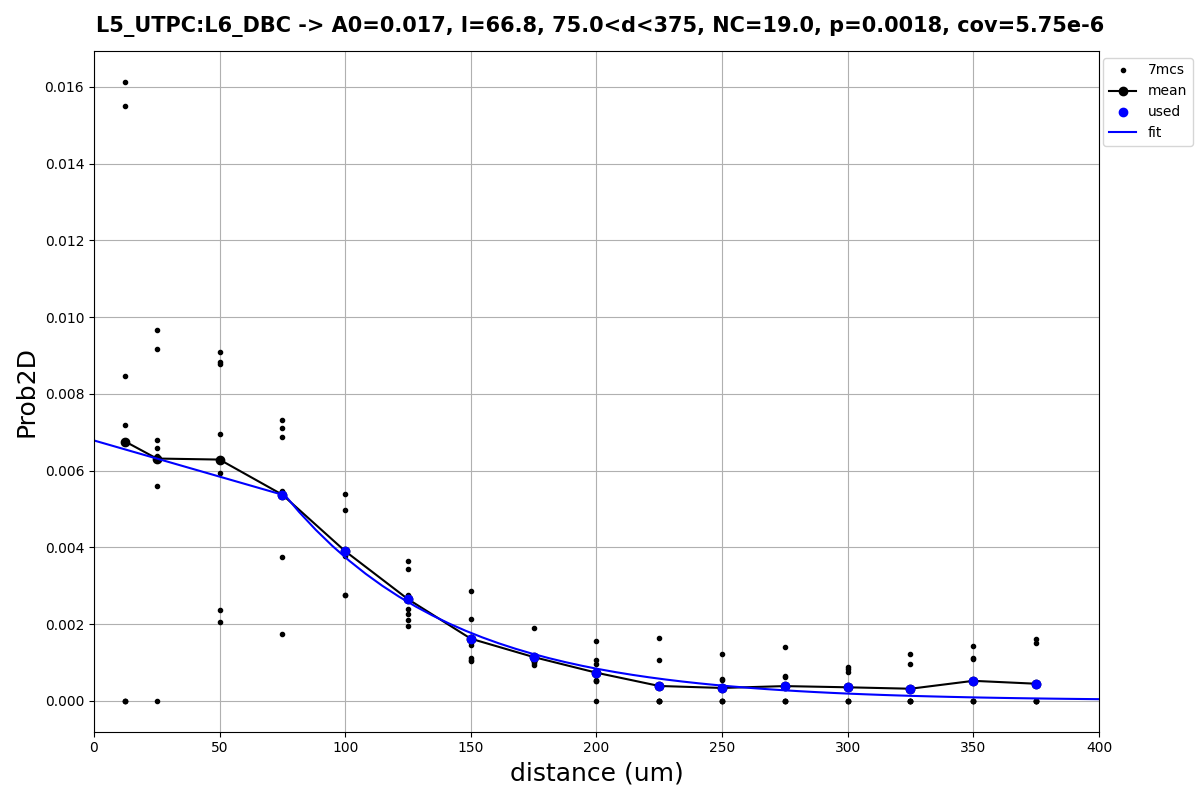 L5_UTPC:L6_DBC -> A0=0.017, l=66.8, 75.0<d<375, NC=19.0, p=0.0018, cov=5.75e-6
7mcs
mean
used
fit
Prob2D
0.016
0.014
0.012
0.010
0.008
0.006
0.004
0.002
0.000
0 50 100 150 200 250 300 350 400
distance (um)